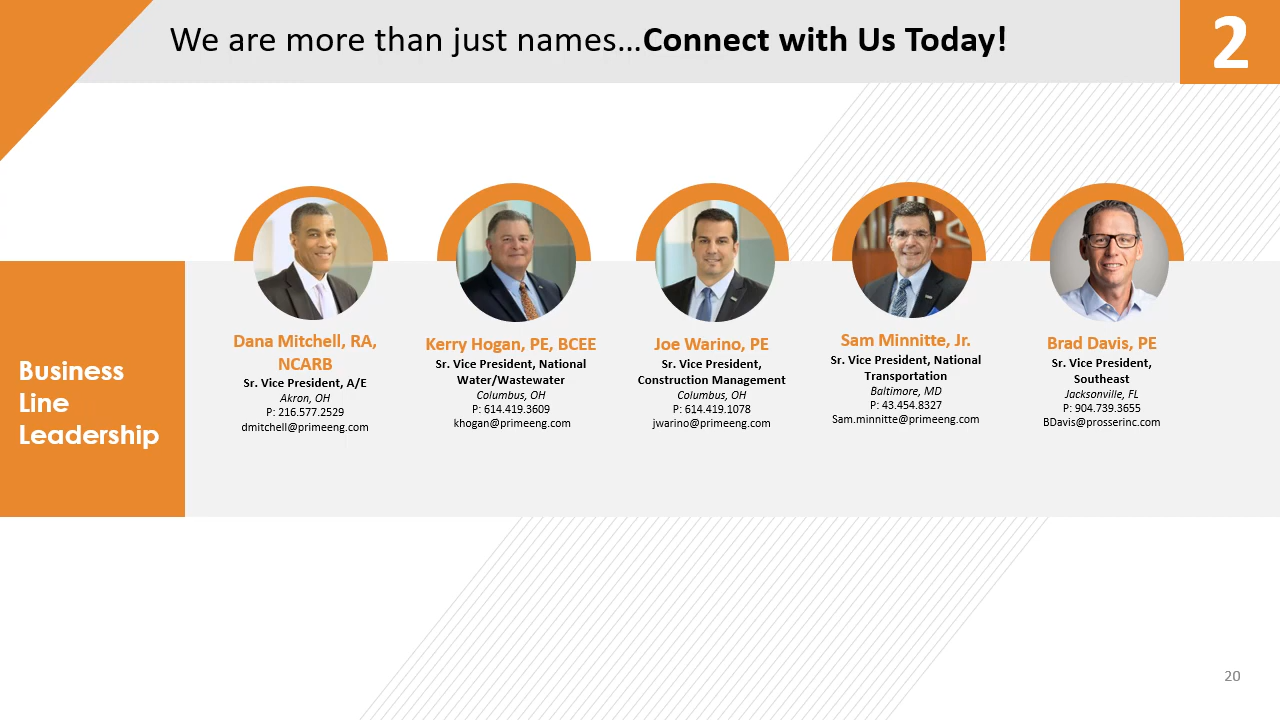 We are more than just names...Connect with Us Today!
2
Business
Line
Leadership
Dana Mitchell, RA,
NCARB
Sr. Vice President, A/E
Akron, OH
P: 216.577.2529
dmitchell@primeeng.com
Kerry Hogan, PE, BCEE
Sr. Vice President, National
Water/Wastewater
Columbus, OH
P: 614.419.3609
khogan@primeeng.com
Joe Warino, PE
Sr. Vice President,
Construction Management
Columbus, OH
P: 614.419.1078
jwarino@primeeng.com
Sam Minnitte, Jr.
Sr. Vice President, National
Transportation
Baltimore, MD
P: 43.454.8327
Sam.minnitte@primeeng.com
Brad Davis, PE
Sr. Vice President,
Southeast
Jacksonville, FL
P: 904.739.3655
BDavis@prosserinc.com
20